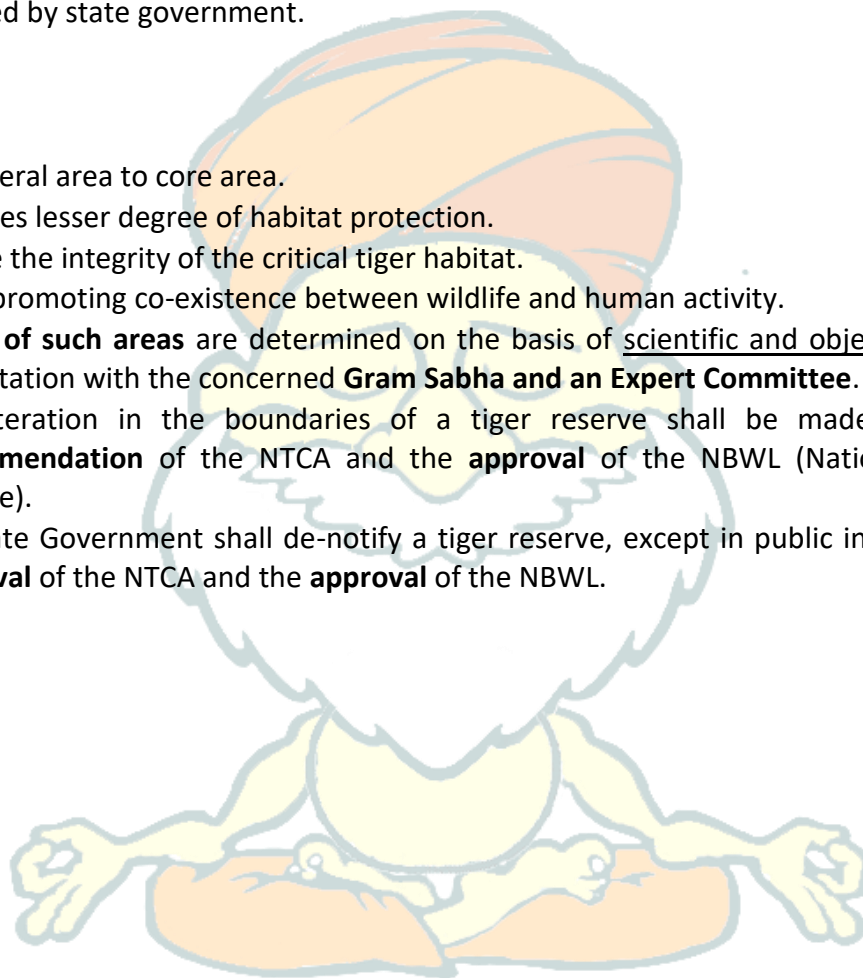 ed by state government.
eral area to core area.
es lesser degree of habitat protection.
the integrity of the critical tiger habitat.
promoting co-existence between wildlife and human activity.
of such areas are determined on the basis of scientific and obje
tation with the concerned Gram Sabha and an Expert Committee.
teration in the boundaries of a tiger reserve shall be made
mendation of the NTCA and the approval of the NBWL (Natio
e).
te Government shall de-notify a tiger reserve, except in public in
val of the NTCA and the approval of the NBWL.